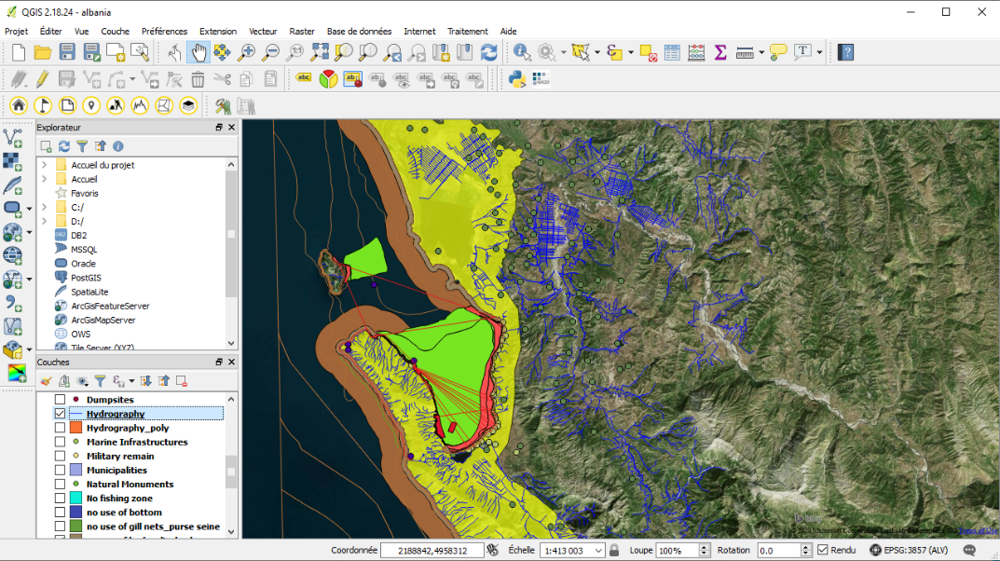 QGIS 2.18.24 - albania
Projet Éditer Vue Couche Préférences Extension Vecteur Raster Base de données Internet Traitement Aide
abc
Explorateur
Accueil du projet
Accueil
Favoris
C:/
D:/
DB2
MSSQL
Oracle
PostGIS
SpatiaLite
ArcGisFeatureServer
ArcGisMapServer
OWS
Tile Server (XYZ)
Couches
Dumpsites
Hydrography
Hydrography_poly
Marine Infrastructures
Military remain
Municipalities
Natural Monuments
No fishing zone
no use of bottom
no use of gill nets_purse seine
Coordonnée 2188842,4958312 Échelle 1:413 003 Loupe 100% Rotation 0.0 Rendu EPSG:3857 (ALV)